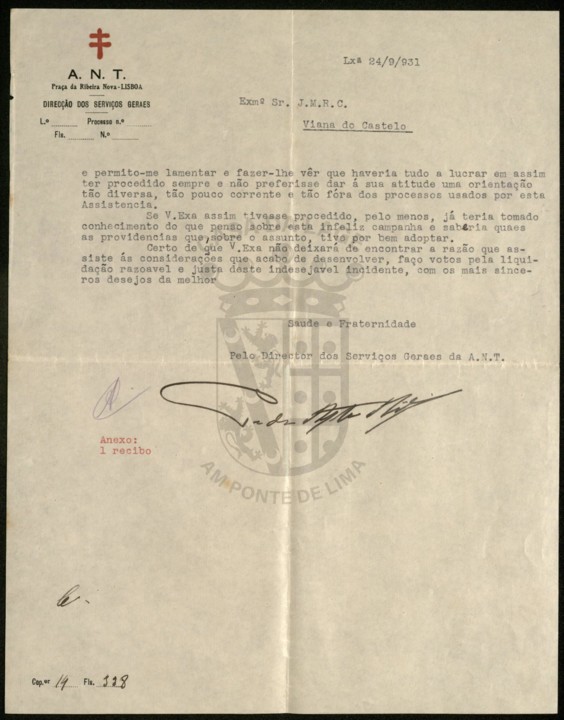 A. N. T.
Praça da Ribeira Nova-LISBOA
DIRECÇÃO DOS SERVIÇOS GERAES
L.º Processo n.º
Fls. N.º
Lxª 24/9/931
Exmº Sr. J.M.R.C.
Viana do Castelo
e permito-me lamentar e fazer-lhe vêr que haveria tudo a lucrar em assim
ter procedido sempre e não preferisse dar á sua atitude uma orientação
tão diversa, tão pouco corrente e tão fóra dos processos usados por esta
Assistencia.
Se V.Exa assim tivesse procedido, pelo menos, já teria tomado
conhecimento do que penso sobre esta infeliz campanha e saberia quaes
as providencias que, sobre o assunto, tive por bem adoptar.
Certo de que V.Exa não deixará de encontrar a razão que as-
siste ás considerações que acabo de desenvolver, faço votos pela liqui-
dação razoavel e justa deste indesejavel incidente, com os mais since-
ros desejos da melhor
Saude e Fraternidade
Pelo Director dos Serviços Geraes da A.N.T.
Anexo:
1 recibo
AM PONTE DE LIMA
Cop.ᵒʳ 19 Fls. 338